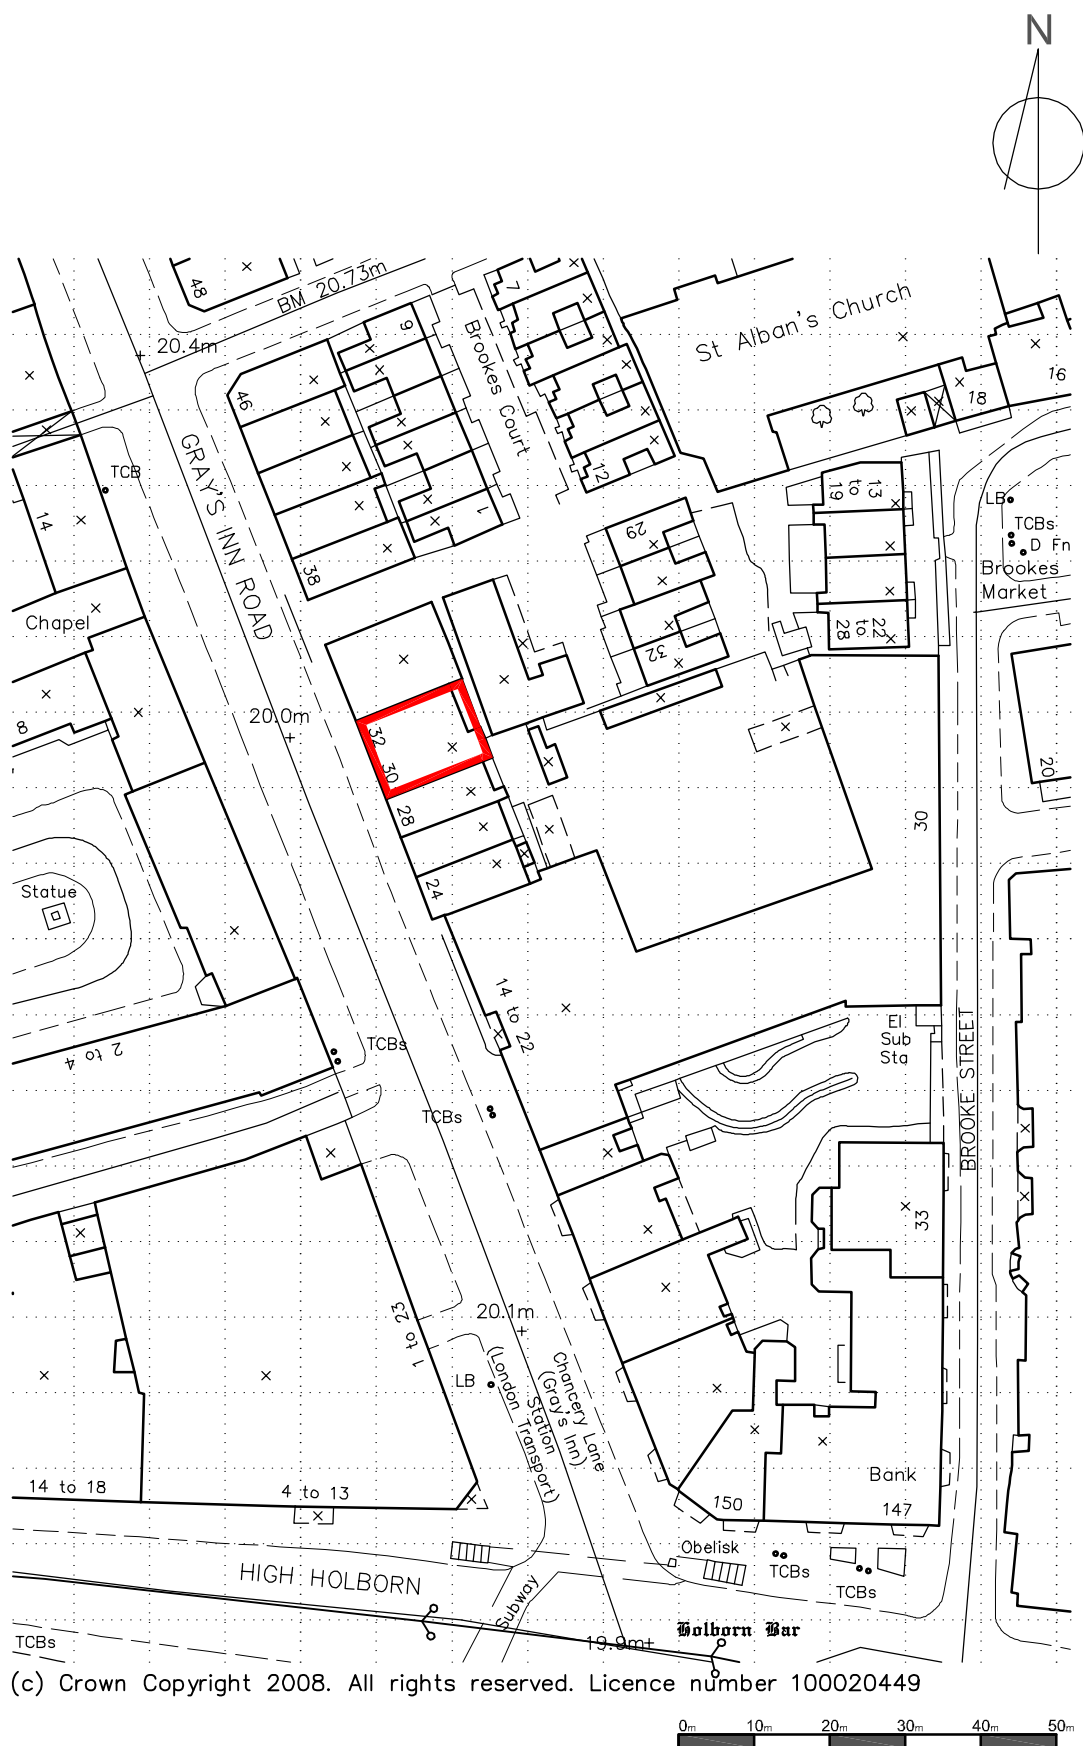 N
48
BM 20.73m
20.4m
46
9
7
Brookes Court
St Alban's Church
16
18
GRAY'S INN ROAD
TCB
14
12
1
38
29
32
13
to
19
22
to
28
LB
TCBs
D Fn
Brookes
Market
Chapel
8
20.0m
32
30
28
24
20
30
Statue
14 to 22
2 to 4
TCBs
TCBs
El
Sub
Sta
BROOKE STREET
33
20.1m
1 to 23
LB
Chancery Lane
(Gray's Inn)
Station
(London Transport)
Bank
14 to 18
4 to 13
150
147
Obelisk
TCBs
TCBs
HIGH HOLBORN
Subway
Holborn Bar
19.9m
TCBs
(c) Crown Copyright 2008. All rights reserved. Licence number 100020449
0m 10m 20m 30m 40m 50m